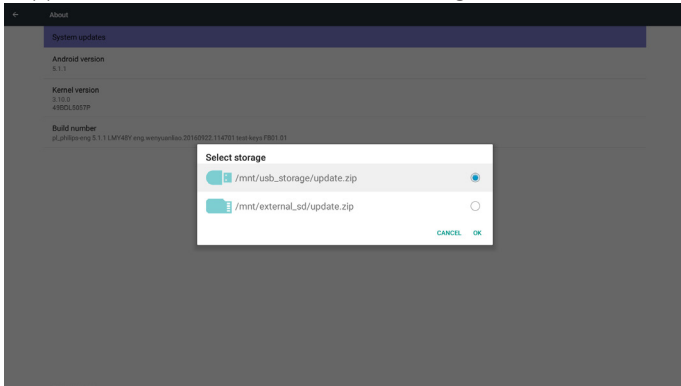 About
System updates
Android version
5.1.1
Kernel version
3.10.0
Build number
Select storage
/mnt/usb_storage/update.zip
/mnt/external_sd/update.zip
CANCEL OK